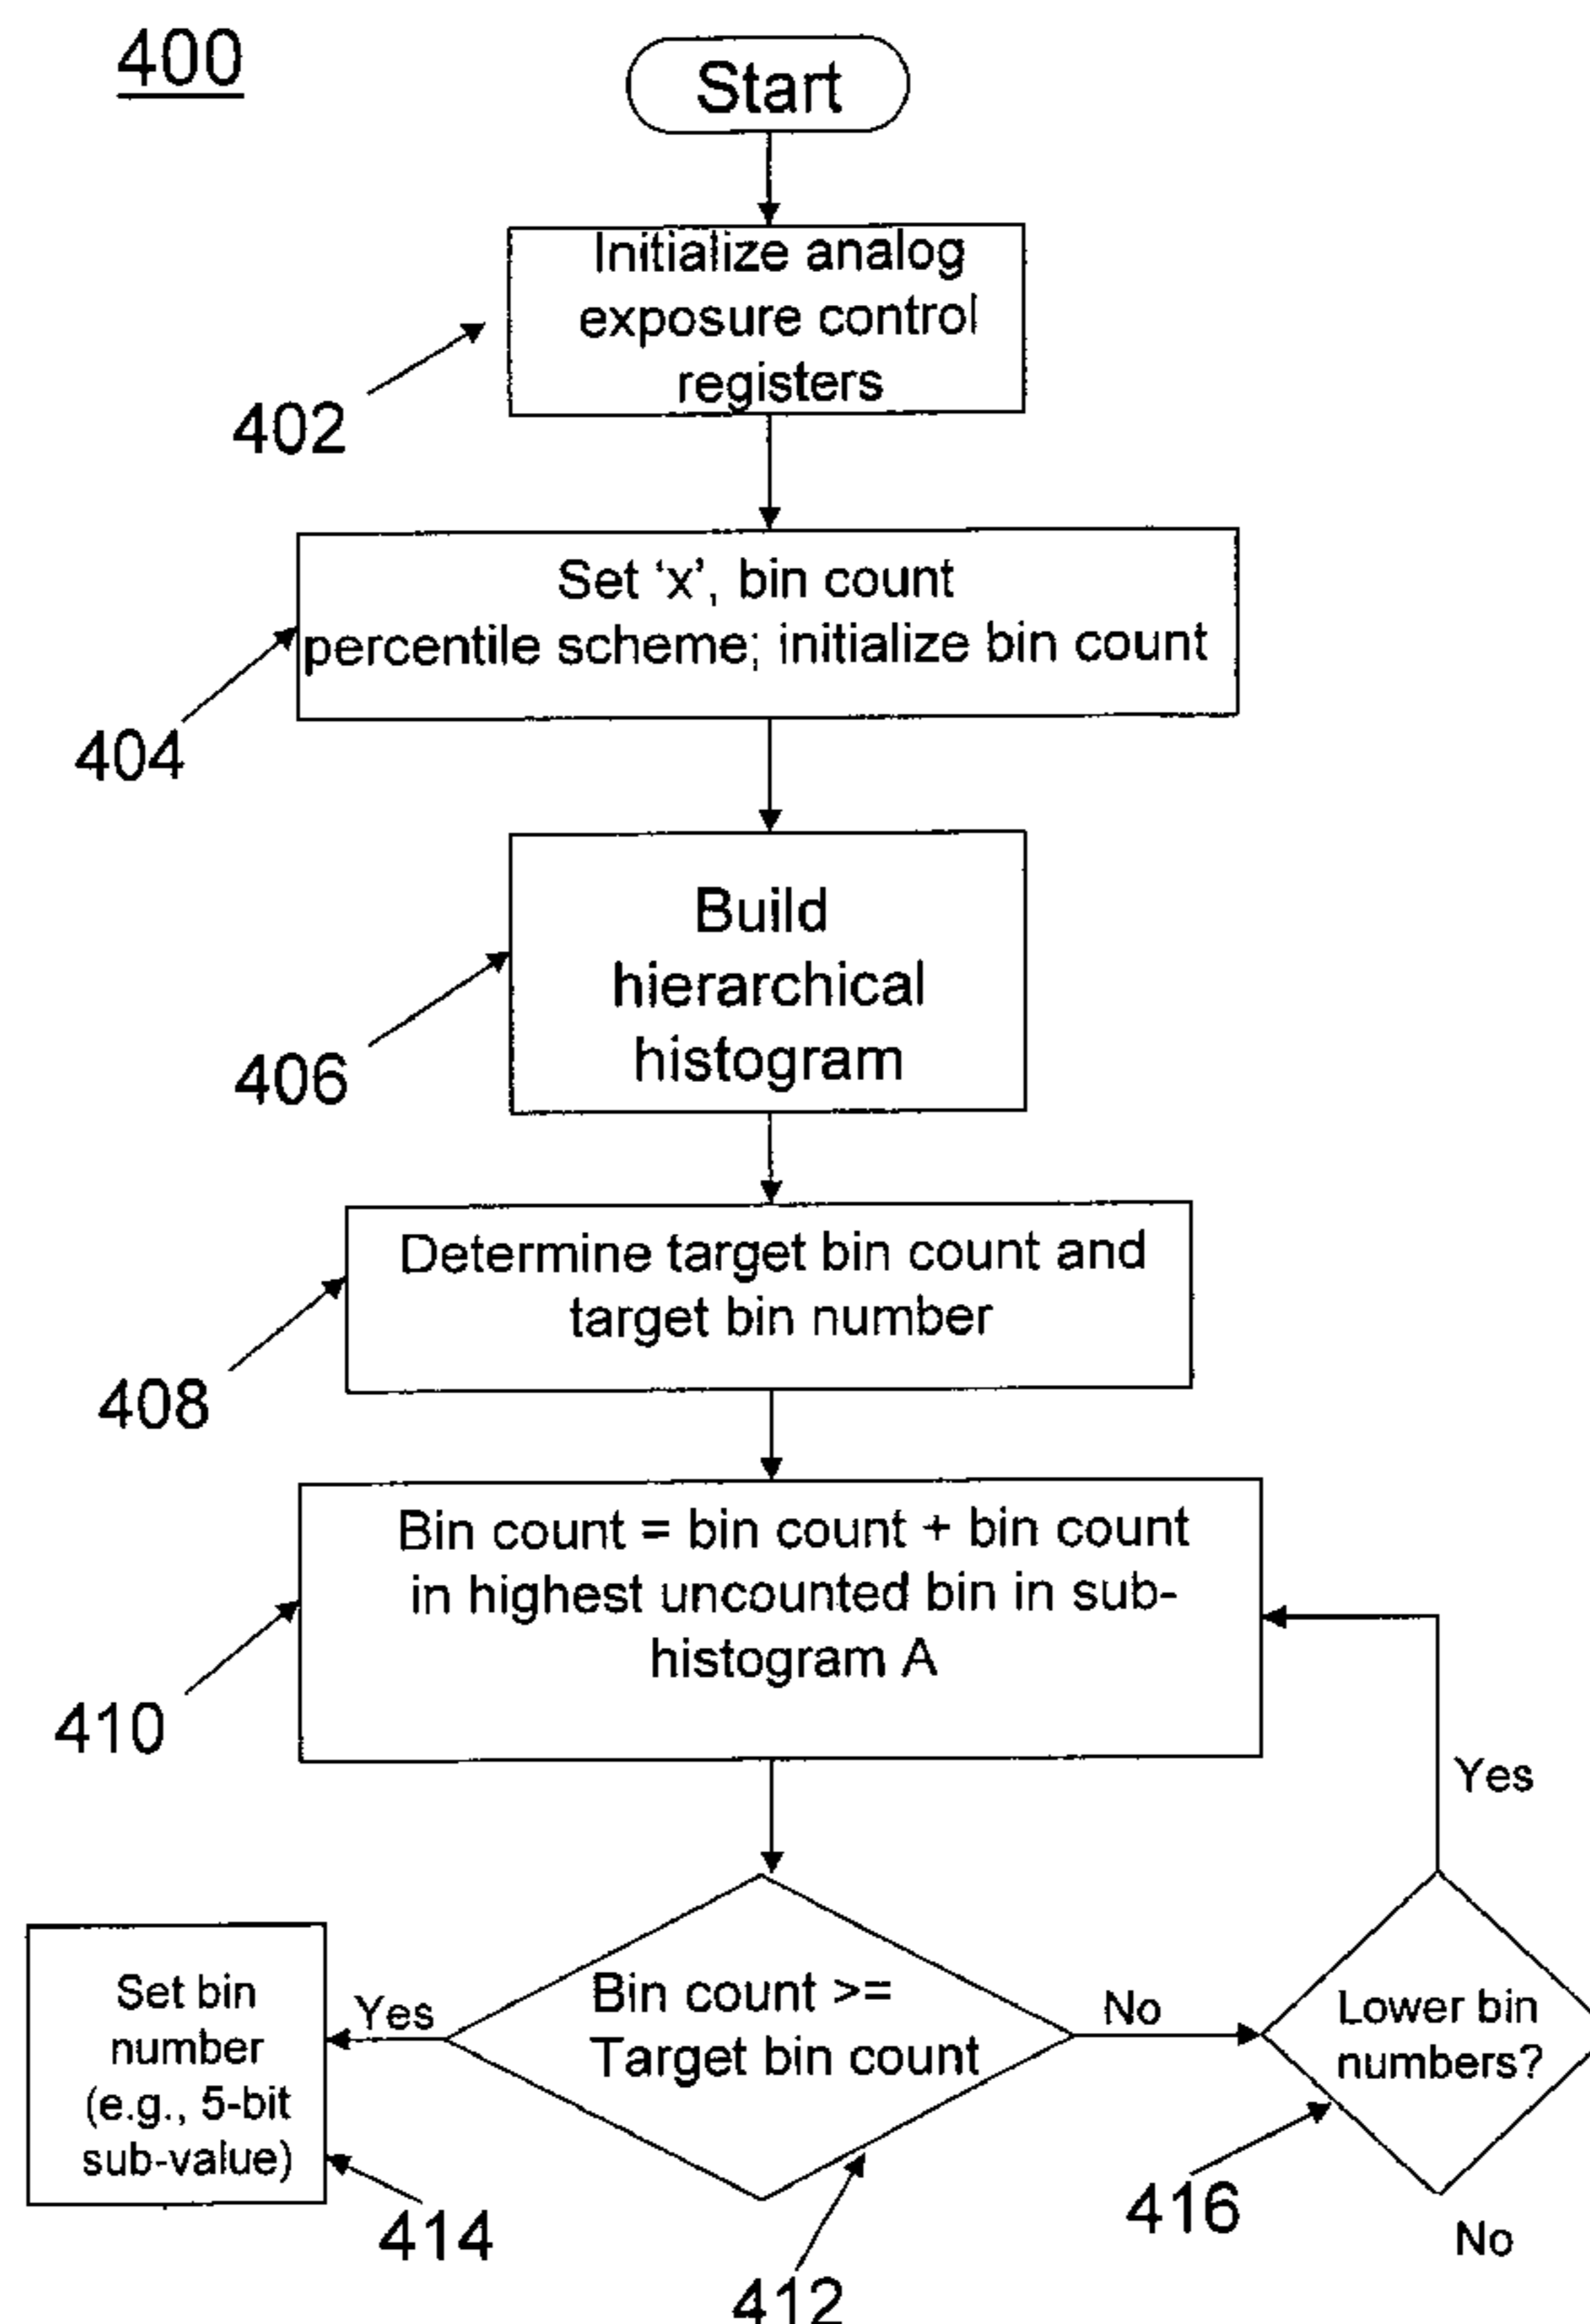 400
Start
Initialize analog
exposure control
registers
402
Set ‘x’, bin count
percentile scheme; initialize bin count
404
Build
hierarchical
histogram
406
Determine target bin count and
target bin number
408
Bin count = bin count + bin count
in highest uncounted bin in sub-
histogram A
410
Yes
Set bin
number
(e.g., 5-bit
sub-value)
Yes
Bin count >=
Target bin count
No
Lower bin
numbers?
414
412
416
No